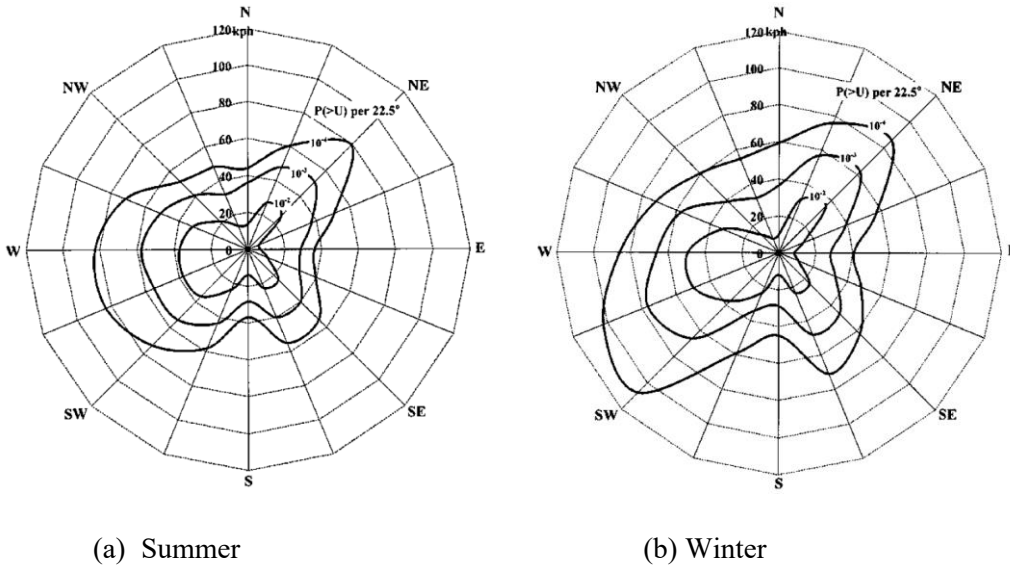 N
120 kph
100
80
60
40
20
0
NW
NE
P(>U) per 22.5°
10⁻⁴
10⁻³
10⁻²
W
E
SW
SE
S
N
120 kph
100
80
60
40
20
0
NW
NE
P(>U) per 22.5°
10⁻⁴
10⁻³
10⁻²
W
SW
SE
S
(a) Summer
(b) Winter